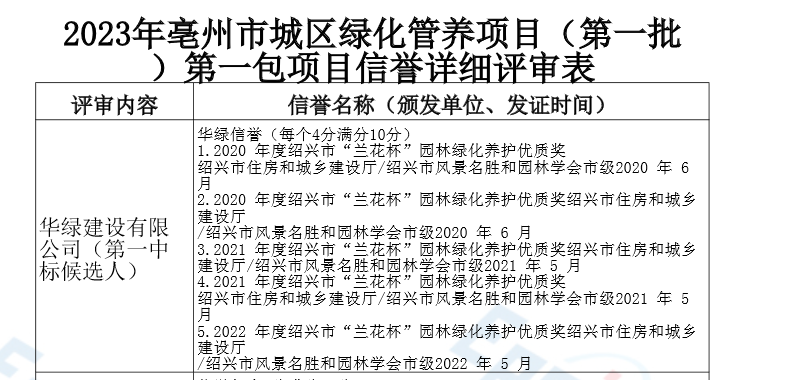 2023年亳州市城区绿化管养项目（第一批
）第一包项目信誉详细评审表
评审内容
信誉名称（颁发单位、发证时间）
华绿建设有限
公司（第一中
标候选人）
华绿信誉（每个4分满分10分）
1.2020 年度绍兴市“兰花杯”园林绿化养护优质奖
绍兴市住房和城乡建设厅/绍兴市风景名胜和园林学会市级2020 年 6
月
2.2020 年度绍兴市“兰花杯”园林绿化养护优质奖绍兴市住房和城乡
建设厅
/绍兴市风景名胜和园林学会市级2020 年 6 月
3.2021 年度绍兴市“兰花杯”园林绿化养护优质奖绍兴市住房和城乡
建设厅/绍兴市风景名胜和园林学会市级2021 年 5 月
4.2021 年度绍兴市“兰花杯”园林绿化养护优质奖
绍兴市住房和城乡建设厅/绍兴市风景名胜和园林学会市级2021 年 5
月
5.2022 年度绍兴市“兰花杯”园林绿化养护优质奖绍兴市住房和城乡
建设厅
/绍兴市风景名胜和园林学会市级2022 年 5 月